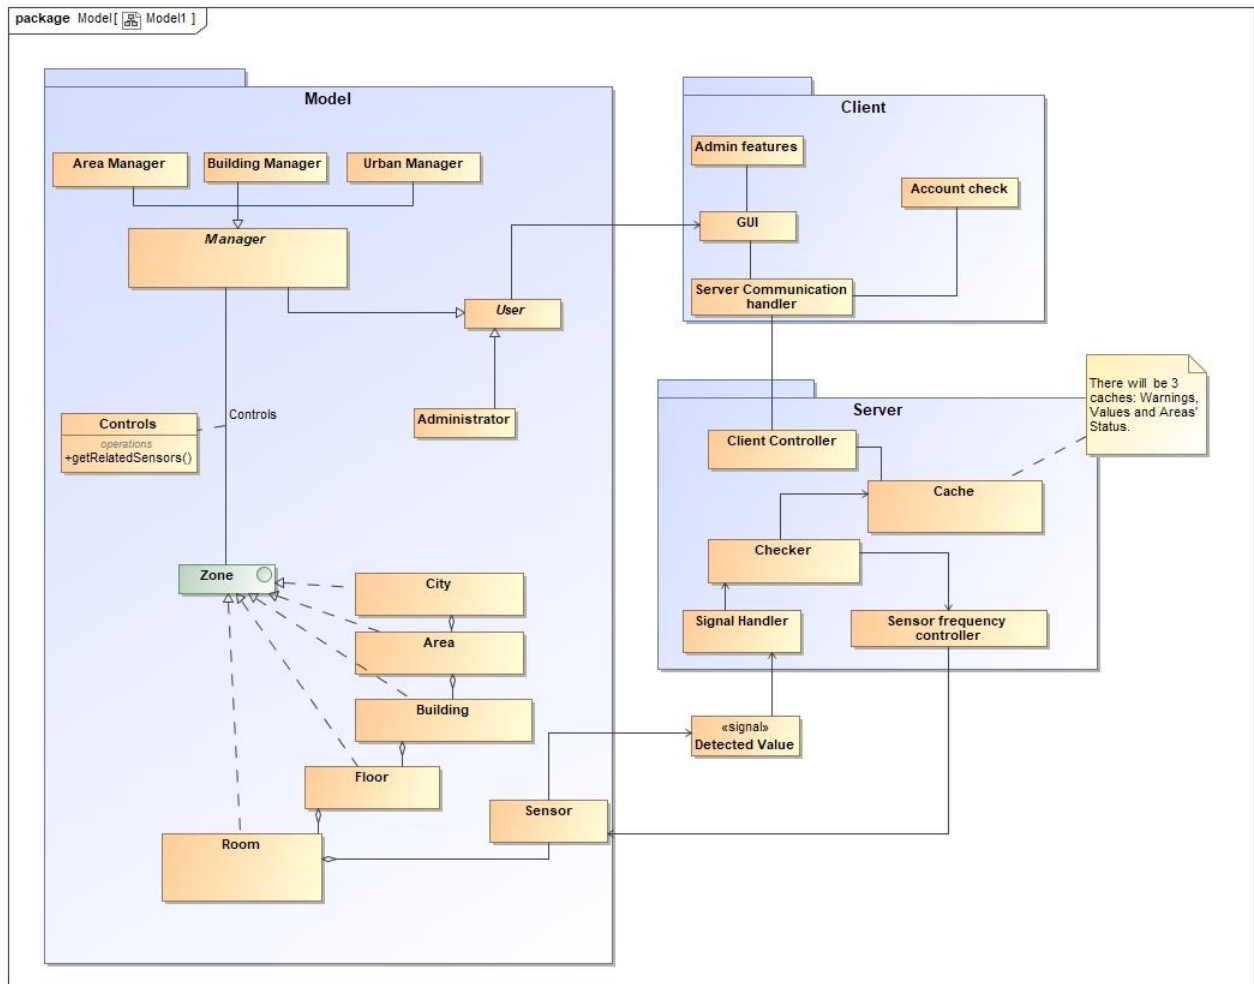 package Model[ Model1 ]
Model
Area Manager
Building Manager
Urban Manager
Manager
User
Administrator
Controls
Controls
operations
+getRelatedSensors()
Zone
City
Area
Building
Floor
Room
Sensor
Client
Admin features
Account check
GUI
Server Communication
handler
Server
There will be 3
caches: Warnings,
Values and Areas'
Status.
Client Controller
Cache
Checker
Signal Handler
Sensor frequency
controller
«signal»
Detected Value